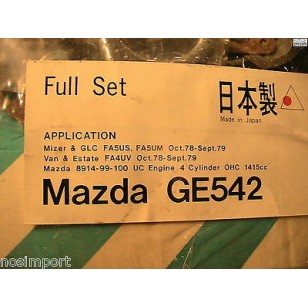 Full Set
日本製
Made in Japan
APPLICATION
Mizer & GLC FA5US, FA5UM Oct.78-Sept.79
Van & Estate FA4UV Oct.78-Sept.79
Mazda 8914-99-100 UC Engine 4 Cylinder OHC 1415cc
Mazda GE542
nosimport